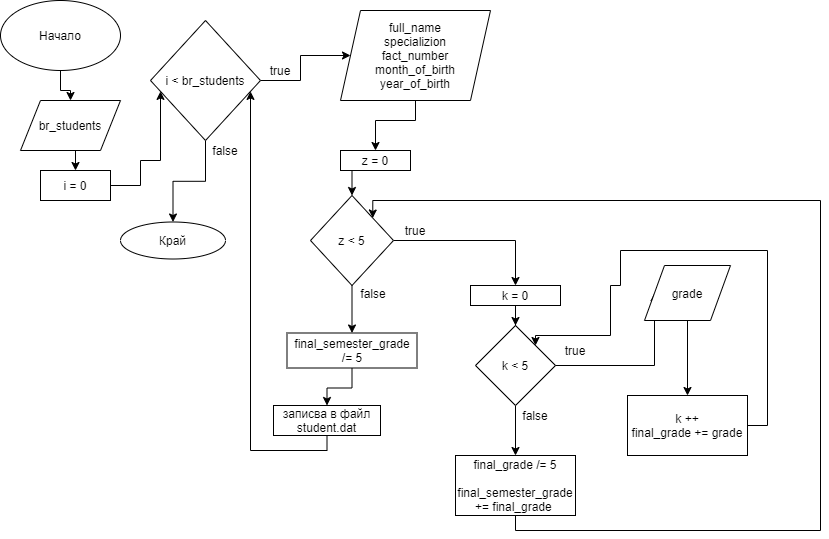 Начало
br_students
i = 0
i < br_students
true
false
Край
full_name
specializion
fact_number
month_of_birth
year_of_birth
z = 0
z < 5
true
false
final_semester_grade
/= 5
записва в файл
student.dat
k = 0
k < 5
true
false
grade
k ++
final_grade += grade
final_grade /= 5
final_semester_grade
+= final_grade